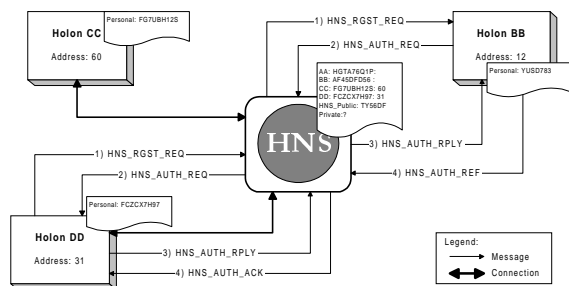 Personal: FG7UBH12S
Holon CC
Address: 60
1) HNS_RGST_REQ
2) HNS_AUTH_REQ
Holon BB
Address: 12
Personal: YUSD783
AA: HGTA76Q1P:
BB: AF45DFD56 :
CC: FG7UBH12S: 60
DD: FCZCX7H97: 31
HNS_Public: TY56DF
Private:?
HNS
3) HNS_AUTH_RPLY
4) HNS_AUTH_REF
1) HNS_RGST_REQ
2) HNS_AUTH_REQ
Personal: FCZCX7H97
Holon DD
Address: 31
3) HNS_AUTH_RPLY
4) HNS_AUTH_ACK
Legend:
Message
Connection